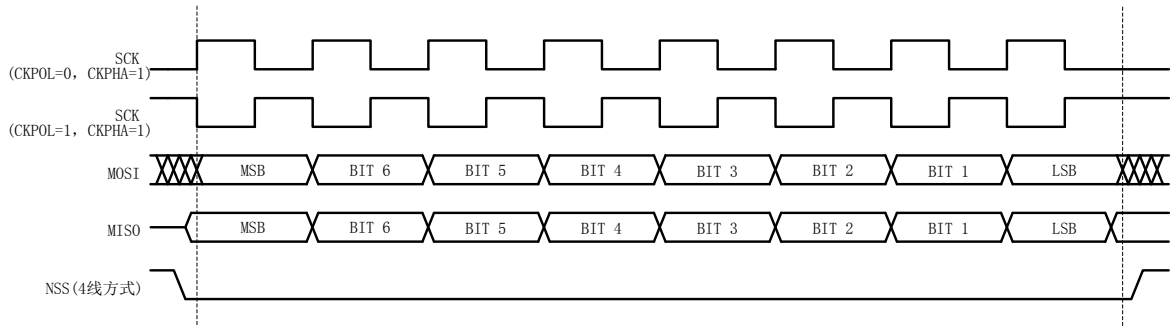 SCK
(CKPOL=0, CKPHA=1)
SCK
(CKPOL=1, CKPHA=1)
MOSI MSB BIT 6 BIT 5 BIT 4 BIT 3 BIT 2 BIT 1 LSB
MISO MSB BIT 6 BIT 5 BIT 4 BIT 3 BIT 2 BIT 1 LSB
NSS(4线方式)